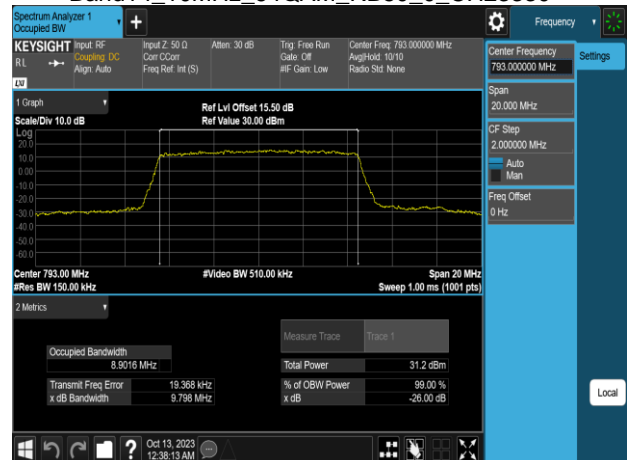 Spectrum Analyzer 1
Occupied BW
Frequency
KEYSIGHT
RL
LXI
Input: RF
Coupling: DC
Align: Auto
Input Z: 50 Ω
Corr CCorr
Freq Ref: Int (S)
Atten: 30 dB
Trig: Free Run
Gate: Off
#IF Gain: Low
Center Freq: 793.000000 MHz
Avg|Hold: 10/10
Radio Std: None
Center Frequency
793.000000 MHz
Settings
Span
20.000 MHz
CF Step
2.000000 MHz
Auto
Man
Freq Offset
0 Hz
1 Graph
Scale/Div 10.0 dB
Ref Lvl Offset 15.50 dB
Ref Value 30.00 dBm
Log
20.0
10.0
0.00
-10.0
-20.0
-30.0
-40.0
-50.0
-60.0
Center 793.00 MHz
#Video BW 510.00 kHz
Span 20 MHz
#Res BW 150.00 kHz
Sweep 1.00 ms (1001 pts)
2 Metrics
Measure Trace
Trace 1
Occupied Bandwidth
8.9016 MHz
Total Power
31.2 dBm
Transmit Freq Error
19.368 kHz
% of OBW Power
99.00 %
x dB Bandwidth
9.798 MHz
x dB
-26.00 dB
Local
?
Oct 13, 2023
12:38:13 AM